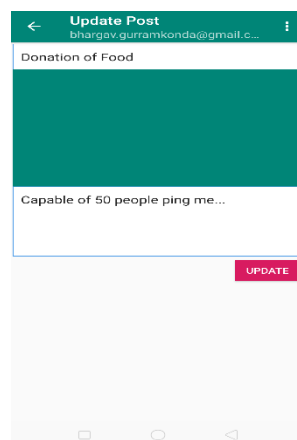 Update Post
bhargav.gurramkonda@gmail.c...
Donation of Food
Capable of 50 people ping me...
UPDATE